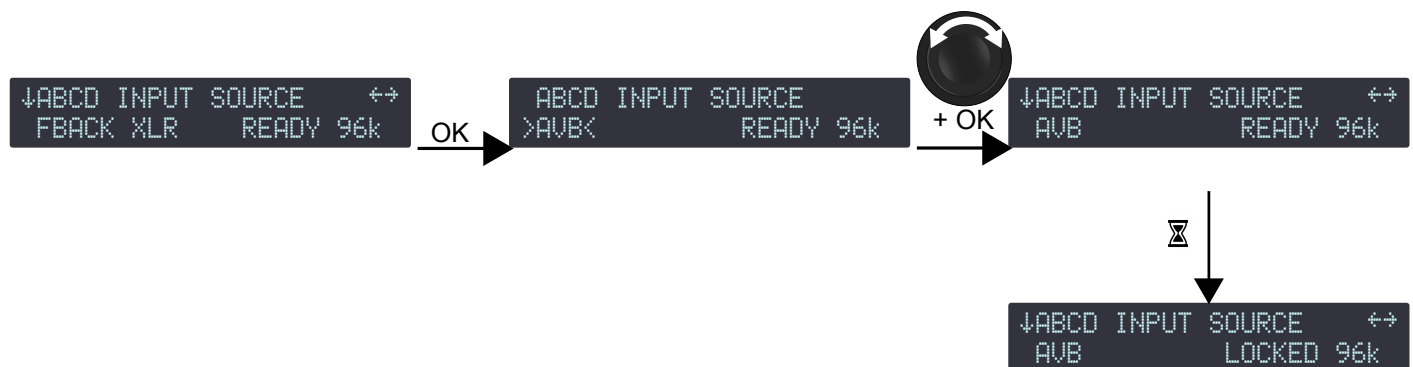 ↓ABCD INPUT SOURCE ↔
FBACK XLR READY 96k
OK
ABCD INPUT SOURCE
>AVB< READY 96k
+ OK
↓ABCD INPUT SOURCE ↔
AVB READY 96k
↓ABCD INPUT SOURCE ↔
AVB LOCKED 96k